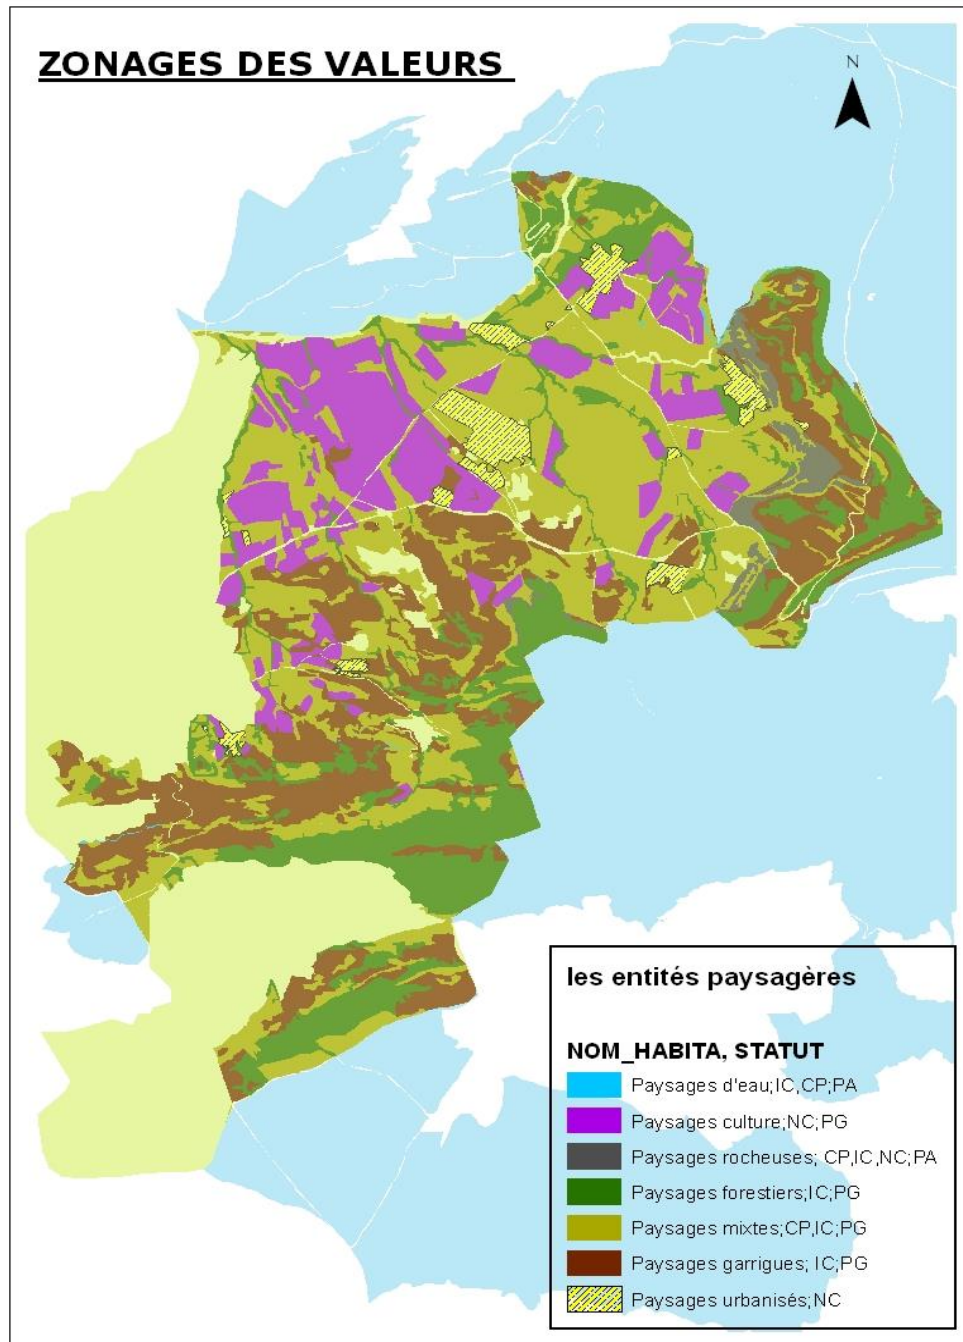 ZONAGES DES VALEURS
N
les entités paysagères
NOM_HABITA, STATUT
Paysages d'eau;IC,CP;PA
Paysages culture;NC;PG
Paysages rocheuses; CP,IC,NC;PA
Paysages forestiers;IC;PG
Paysages mixtes;CP,IC;PG
Paysages garrigues; IC;PG
Paysages urbanisés;NC